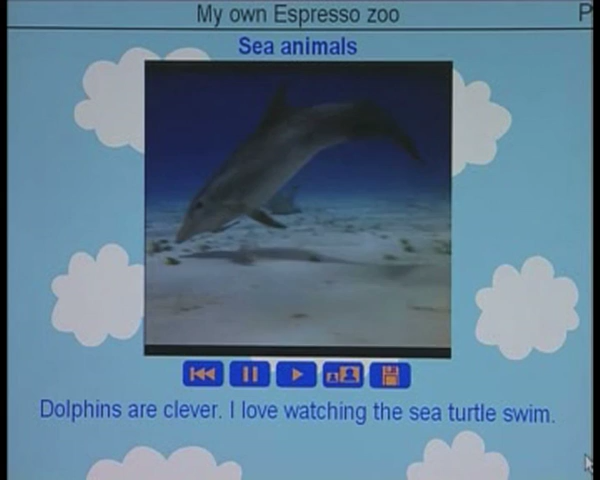 My own Espresso zoo
P
Sea animals
Dolphins are clever. I love watching the sea turtle swim.